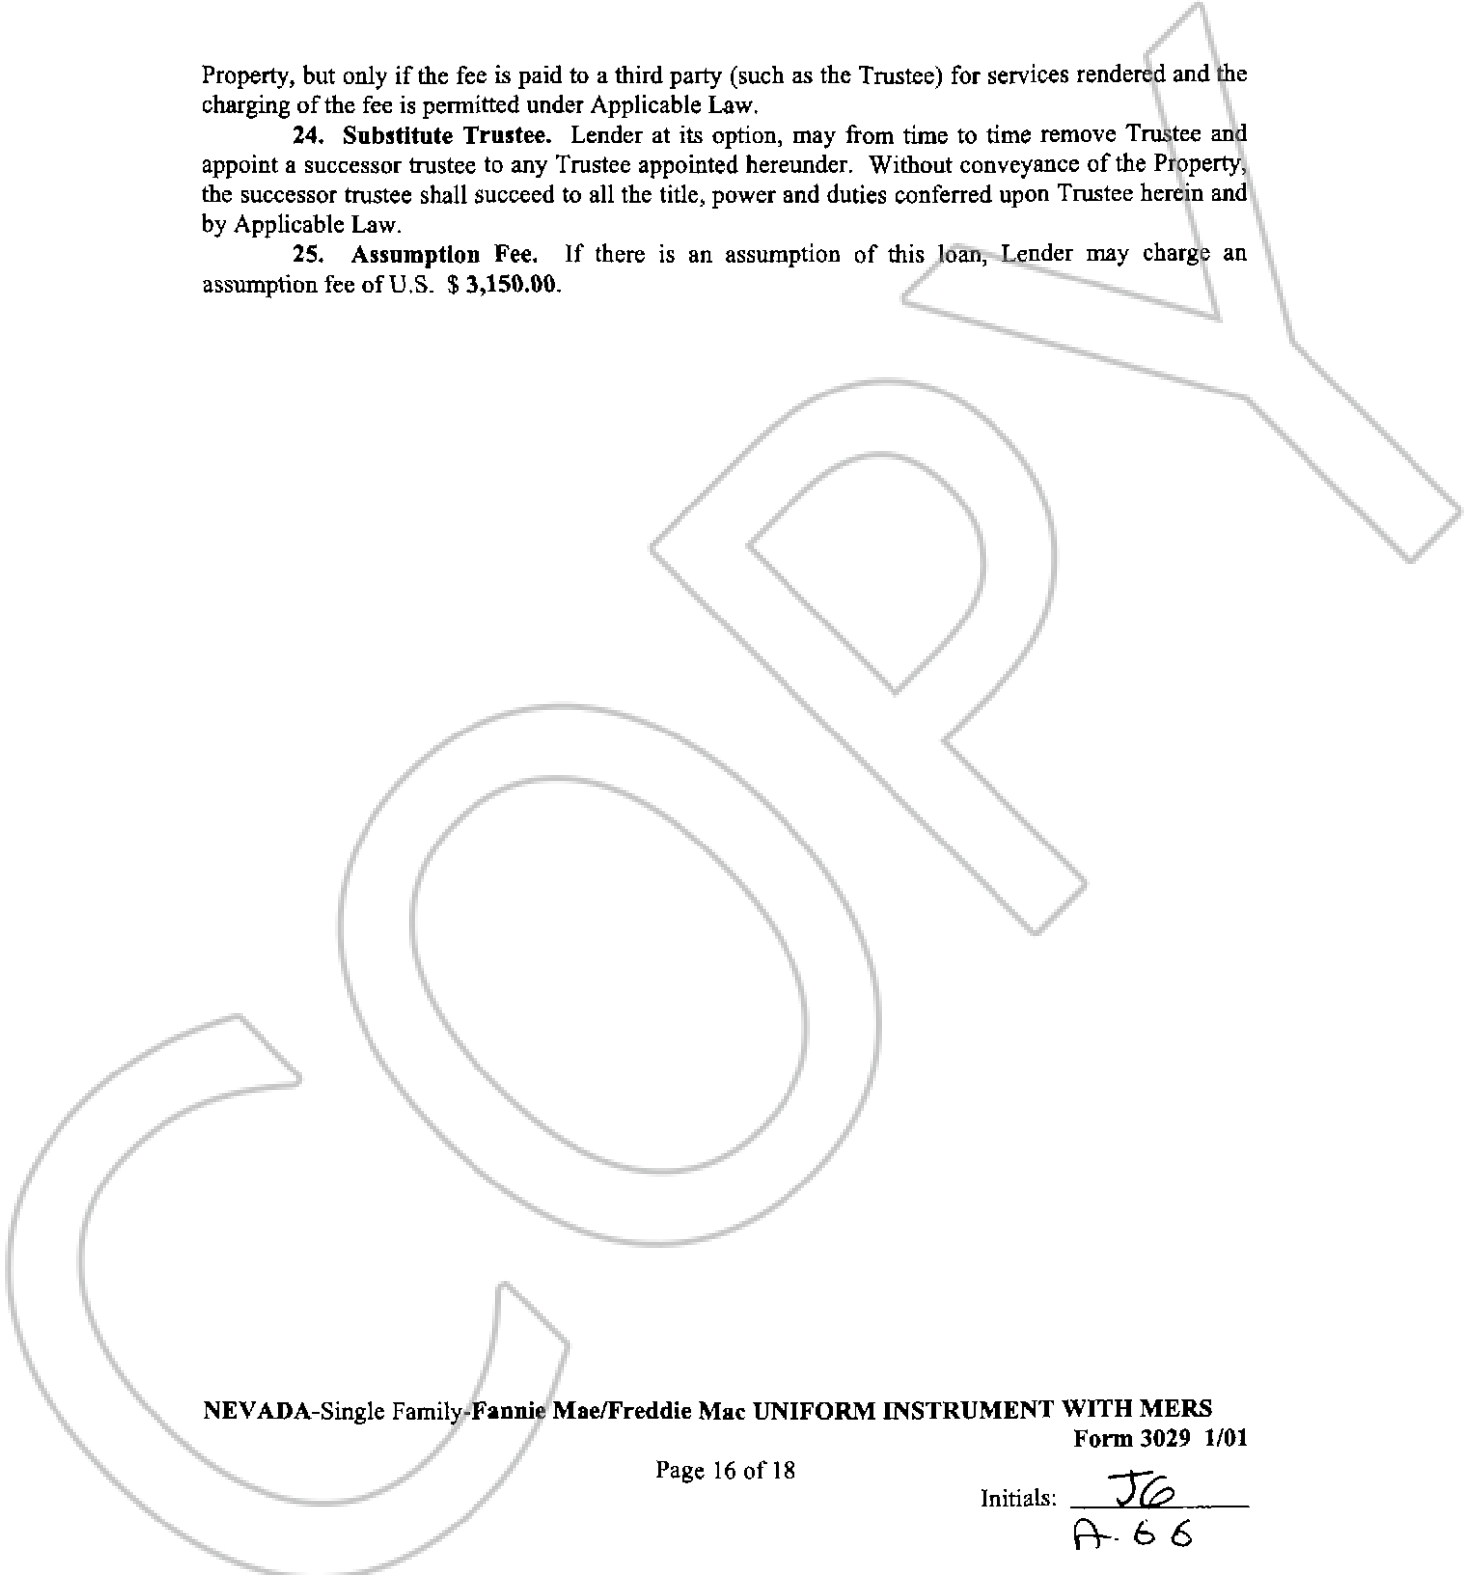 Property, but only if the fee is paid to a third party (such as the Trustee) for services rendered and the
charging of the fee is permitted under Applicable Law.
24. Substitute Trustee. Lender at its option, may from time to time remove Trustee and
appoint a successor trustee to any Trustee appointed hereunder. Without conveyance of the Property,
the successor trustee shall succeed to all the title, power and duties conferred upon Trustee herein and
by Applicable Law.
25. Assumption Fee. If there is an assumption of this loan, Lender may charge an
assumption fee of U.S. $ 3,150.00.
COPY
NEVADA-Single Family-Fannie Mae/Freddie Mac UNIFORM INSTRUMENT WITH MERS
Form 3029 1/01
Page 16 of 18
Initials: JG
A. G G